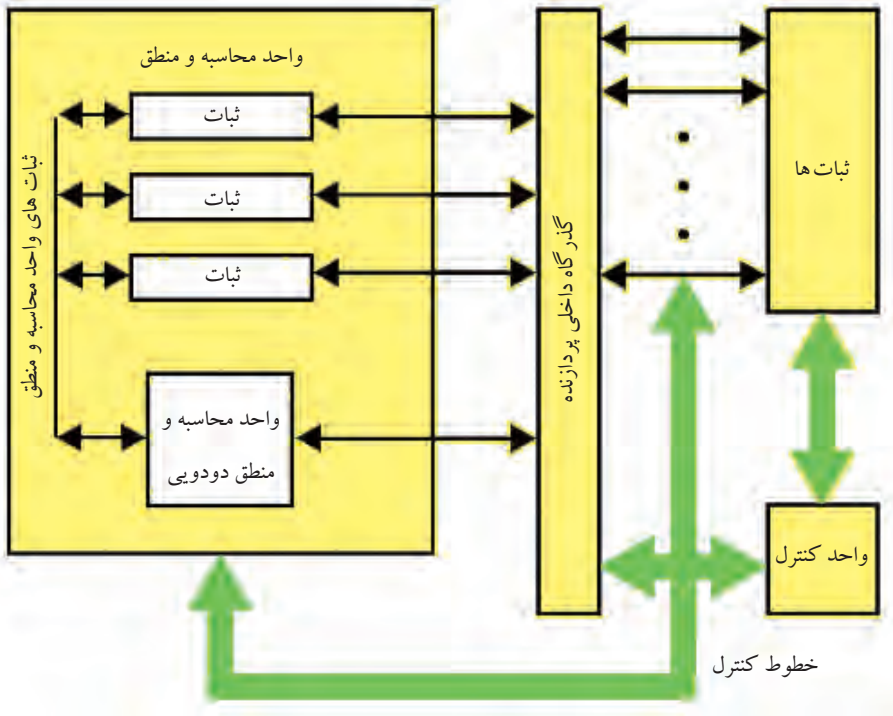 واحد محاسبه و منطق
ثبات
ثبات
ثبات
واحد محاسبه و
منطق دودویی
ثبات های واحد محاسبه و منطق
گذرگاه داخلی پردازنده
ثبات ها
واحد کنترل
خطوط کنترل